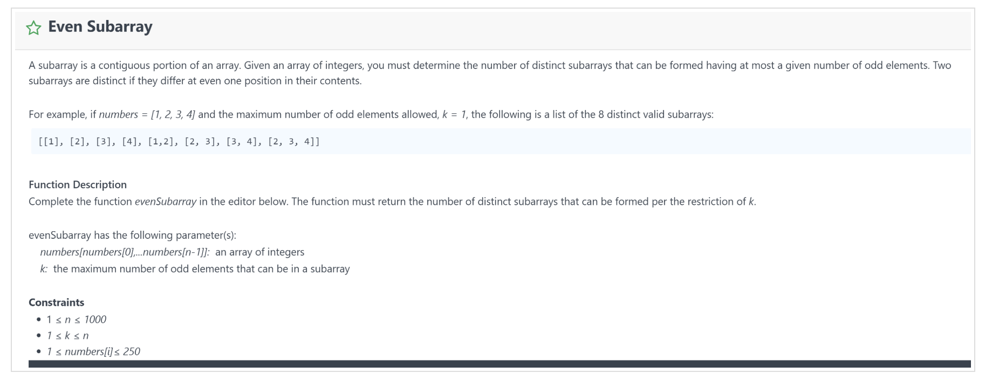 Even Subarray
A subarray is a contiguous portion of an array. Given an array of integers, you must determine the number of distinct subarrays that can be formed having at most a given number of odd elements. Two
subarrays are distinct if they differ at even one position in their contents.
For example, if numbers = [1, 2, 3, 4] and the maximum number of odd elements allowed, k = 1, the following is a list of the 8 distinct valid subarrays:
[[1], [2], [3], [4], [1,2], [2, 3], [3, 4], [2, 3, 4]]
Function Description
Complete the function evenSubarray in the editor below. The function must return the number of distinct subarrays that can be formed per the restriction of k.
evenSubarray has the following parameter(s):
numbers[numbers[0],...numbers[n-1]]: an array of integers
k: the maximum number of odd elements that can be in a subarray
Constraints
• 1 ≤ n ≤ 1000
• 1 ≤ k ≤ n
• 1 ≤ numbers[i] ≤ 250